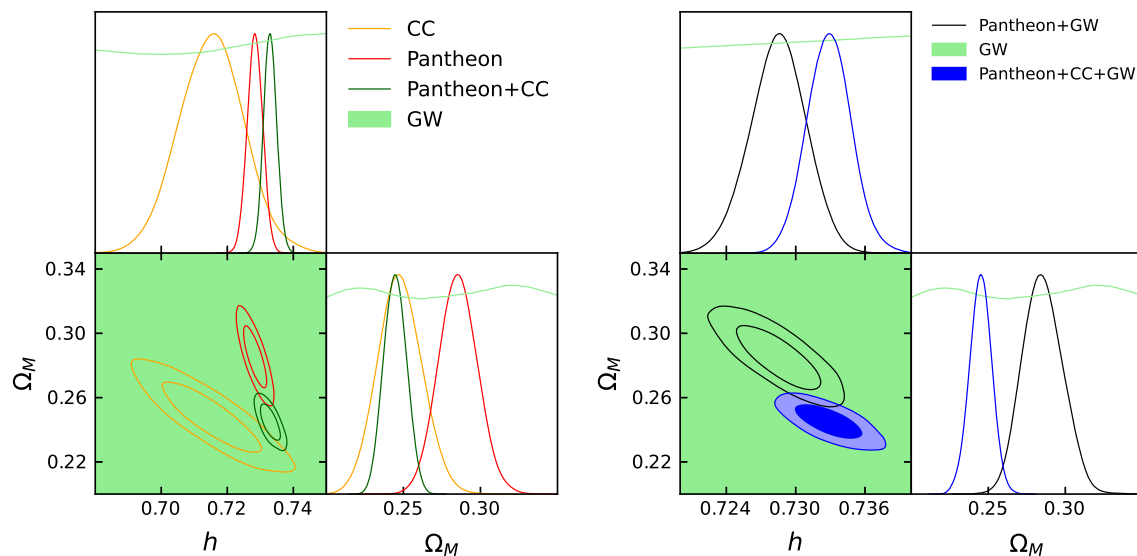 CC
Pantheon
Pantheon+CC
GW
0.34
0.30
0.26
0.22
Ω_M
0.70
0.72
0.74
h
0.25
0.30
Ω_M
Pantheon+GW
GW
Pantheon+CC+GW
0.34
0.30
0.26
0.22
Ω_M
0.724
0.730
0.736
h
0.25
0.30
Ω_M